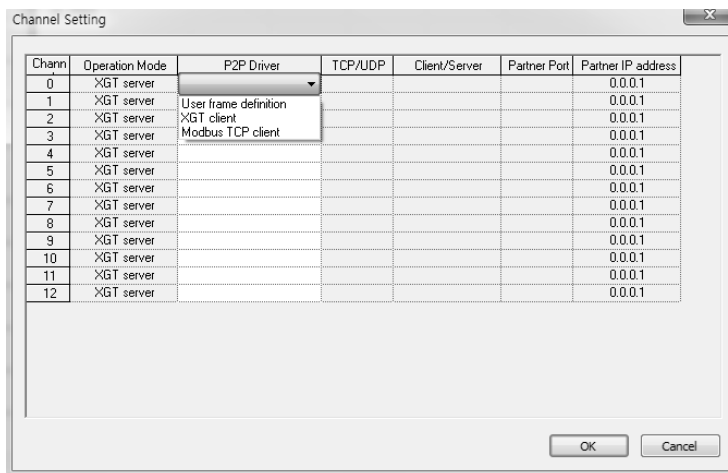 Channel Setting
Chann Operation Mode P2P Driver TCP/UDP Client/Server Partner Port Partner IP address
0 XGT server 0.0.0.1
1 XGT server User frame definition 0.0.0.1
2 XGT server XGT client 0.0.0.1
3 XGT server Modbus TCP client 0.0.0.1
4 XGT server 0.0.0.1
5 XGT server 0.0.0.1
6 XGT server 0.0.0.1
7 XGT server 0.0.0.1
8 XGT server 0.0.0.1
9 XGT server 0.0.0.1
10 XGT server 0.0.0.1
11 XGT server 0.0.0.1
12 XGT server 0.0.0.1
OK Cancel